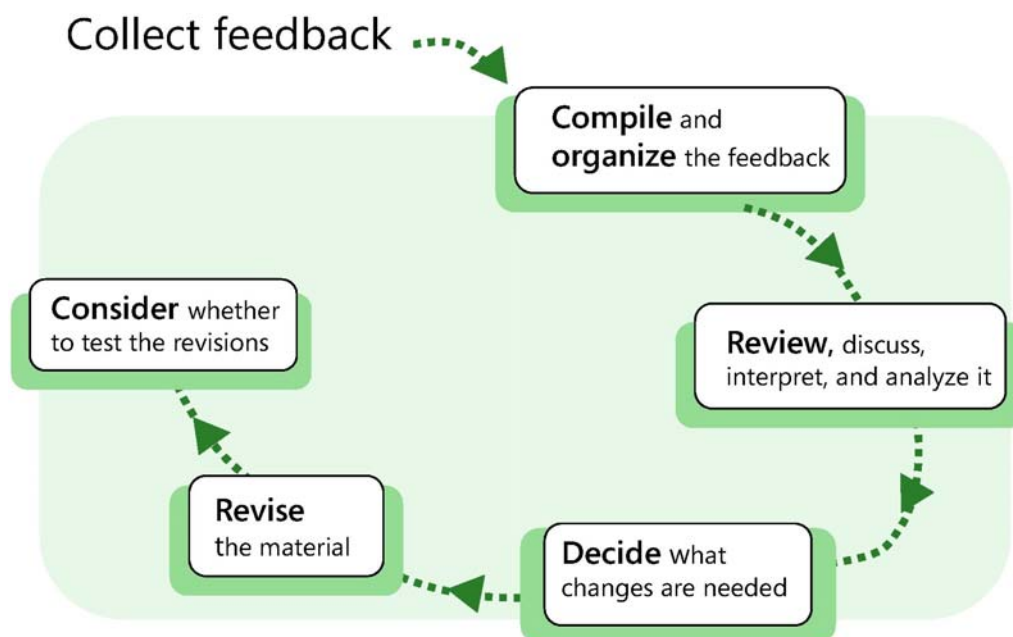 Collect feedback
Compile and
organize the feedback
Review, discuss,
interpret, and analyze it
Decide what
changes are needed
Revise
the material
Consider whether
to test the revisions